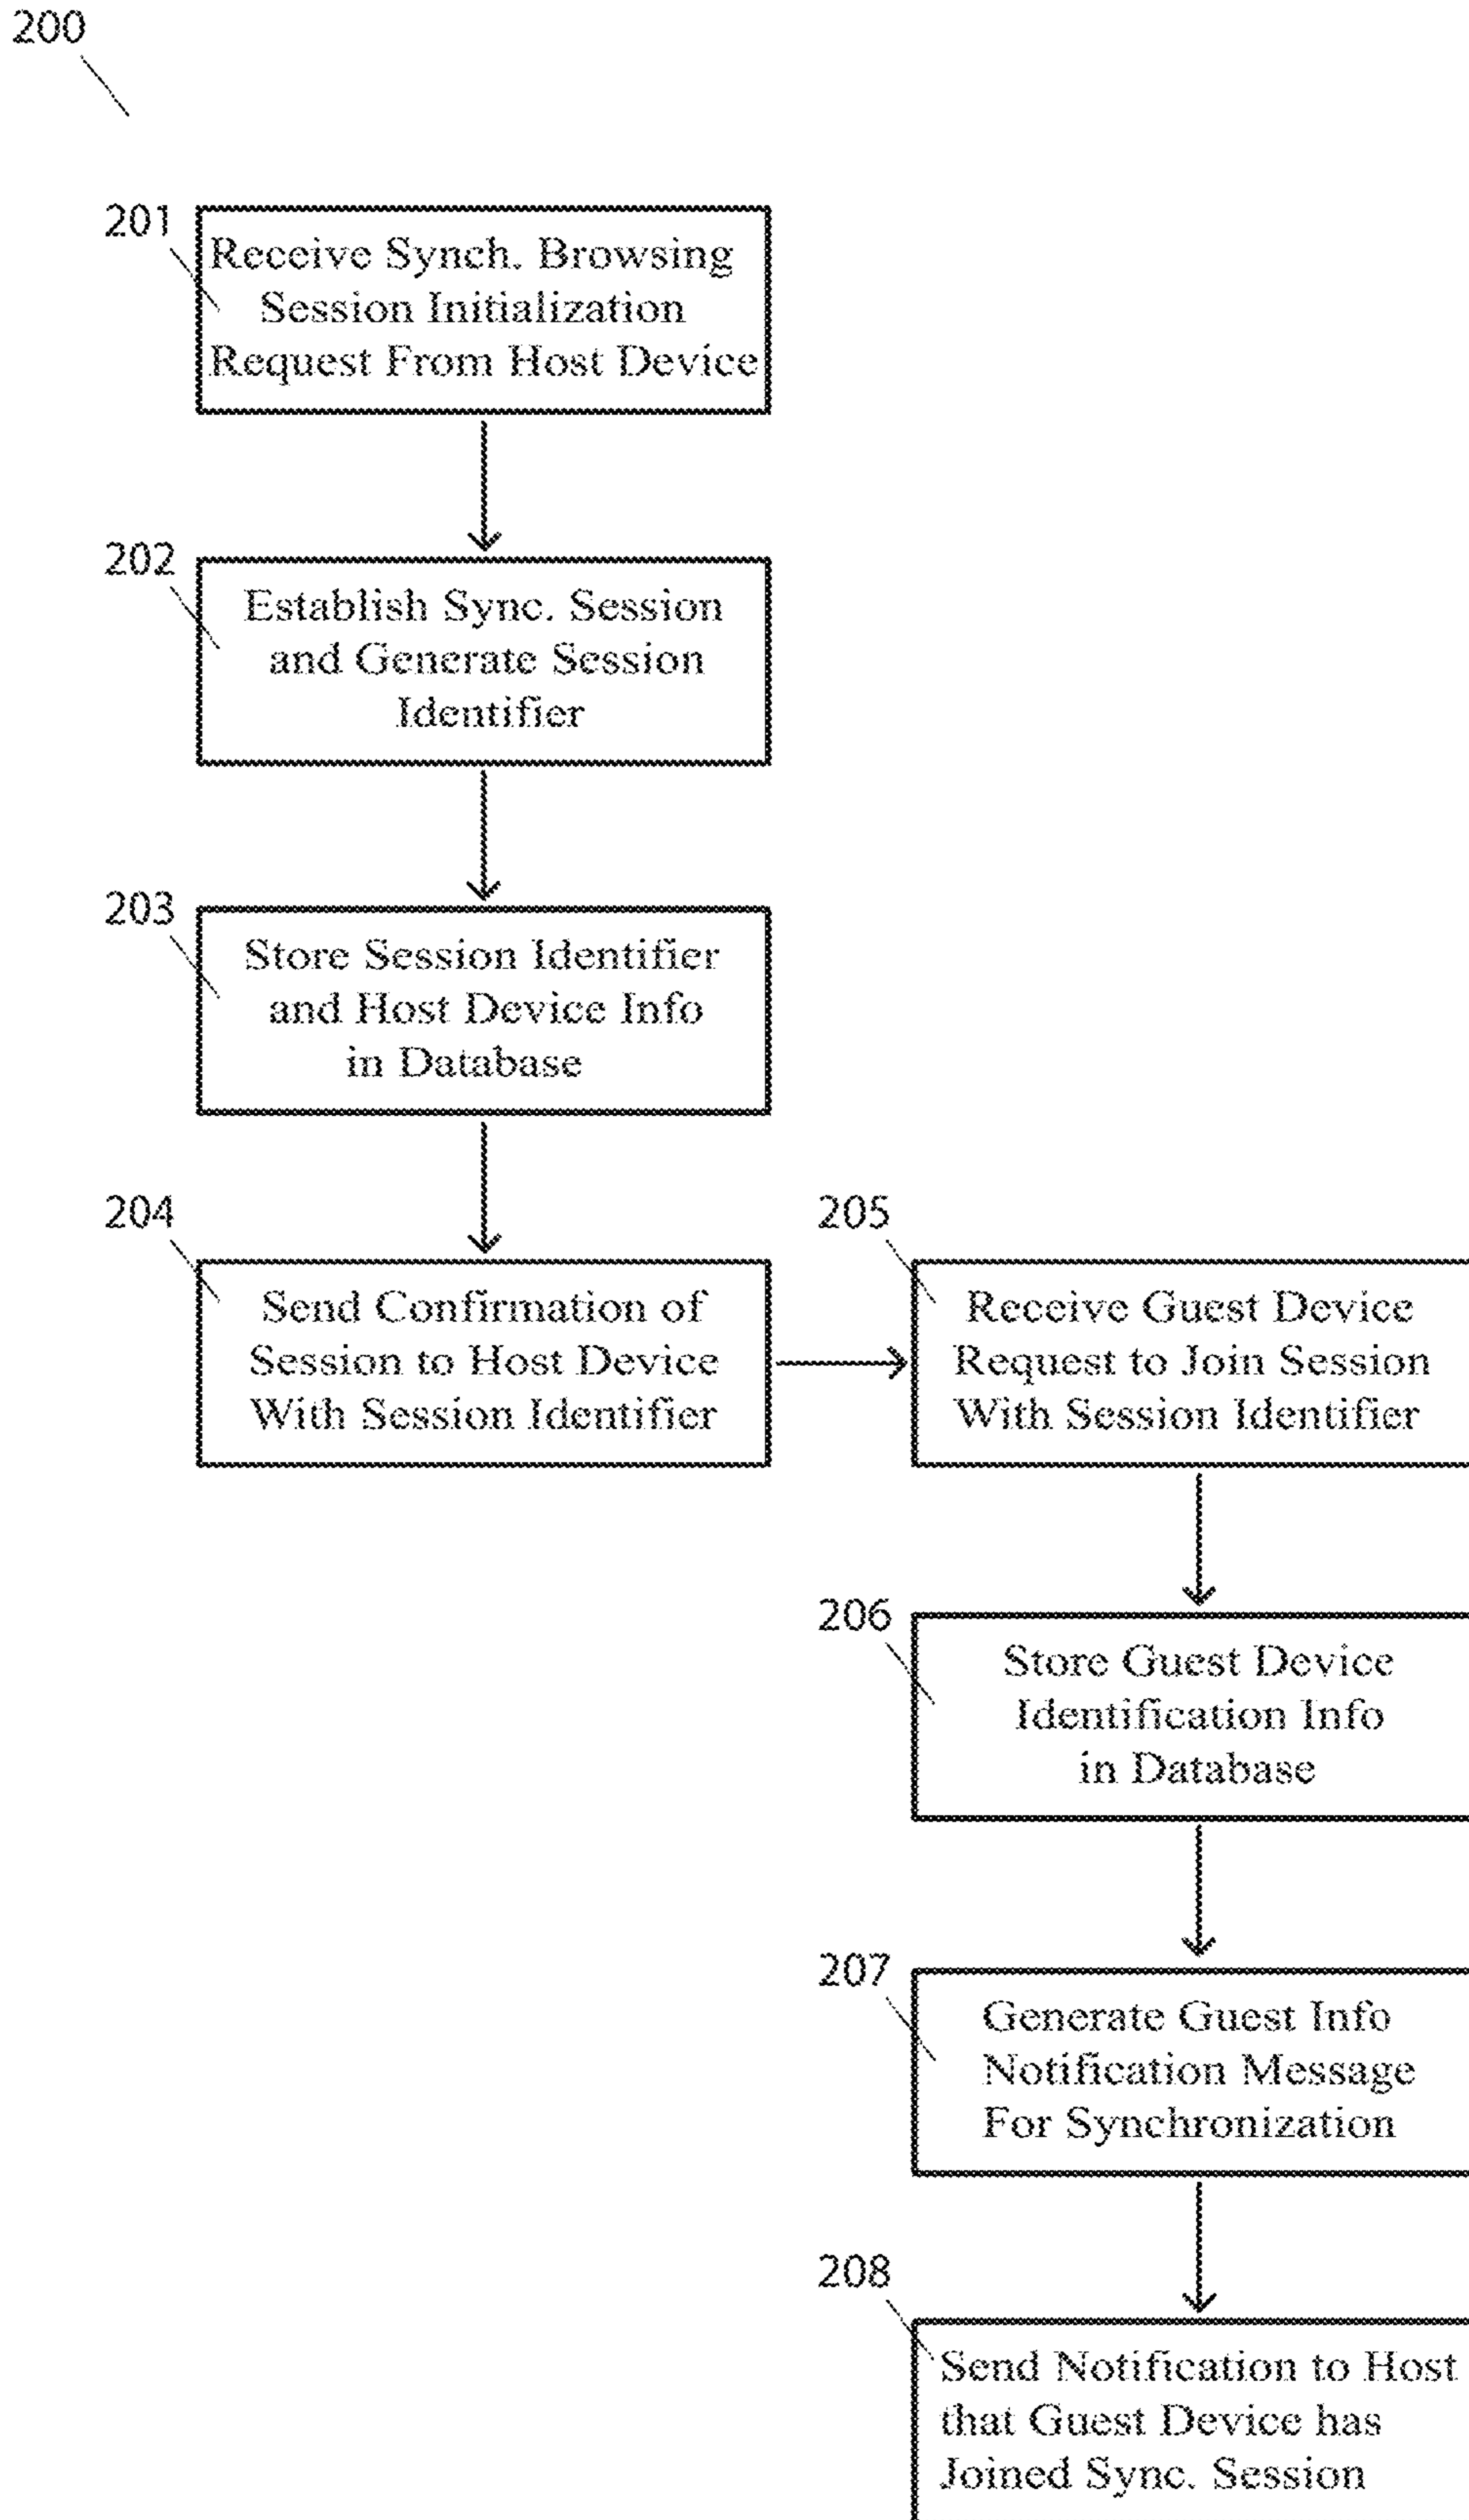 200
201
Receive Synch. Browsing
Session Initialization
Request From Host Device
202
Establish Sync. Session
and Generate Session
Identifier
203
Store Session Identifier
and Host Device Info
in Database
204
Send Confirmation of
Session to Host Device
With Session Identifier
205
Receive Guest Device
Request to Join Session
With Session Identifier
206
Store Guest Device
Identification Info
in Database
207
Generate Guest Info
Notification Message
For Synchronization
208
Send Notification to Host
that Guest Device has
Joined Sync. Session